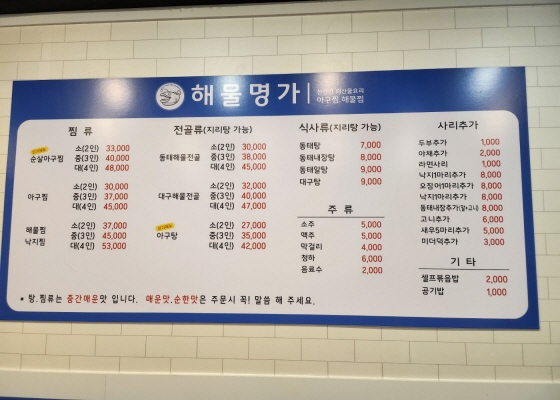 해물명가
아구찜.해물찜
찜 류
순살아구찜
소(2인) 33,000
중(3인) 40,000
대(4인) 48,000
아구찜
소(2인) 30,000
중(3인) 37,000
대(4인) 45,000
해물찜
낙지찜
소(2인) 37,000
중(3인) 45,000
대(4인) 53,000
전골류(지리탕 가능)
동태해물전골
소(2인) 30,000
중(3인) 38,000
대(4인) 45,000
대구해물전골
소(2인) 32,000
중(3인) 40,000
대(4인) 47,000
아구탕
소(2인) 27,000
중(3인) 35,000
대(4인) 42,000
식사류(지리탕 가능)
동태탕 7,000
동태내장탕 8,000
동태알탕 9,000
대구탕 9,000
주 류
소주 5,000
맥주 5,000
막걸리 4,000
청하 6,000
음료수 2,000
사리추가
두부추가 1,000
야채추가 2,000
라면사리 1,000
낙지1마리추가 8,000
오징어1마리추가 8,000
낙지1마리추가 8,000
동태내장추가(알+고니) 8,000
고니추가 6,000
새우5마리추가 5,000
미더덕추가 3,000
기 타
셀프볶음밥 2,000
공기밥 1,000
* 탕.찜류는 중간매운맛 입니다. 매운맛,순한맛은 주문시 꼭! 말씀 해 주세요.